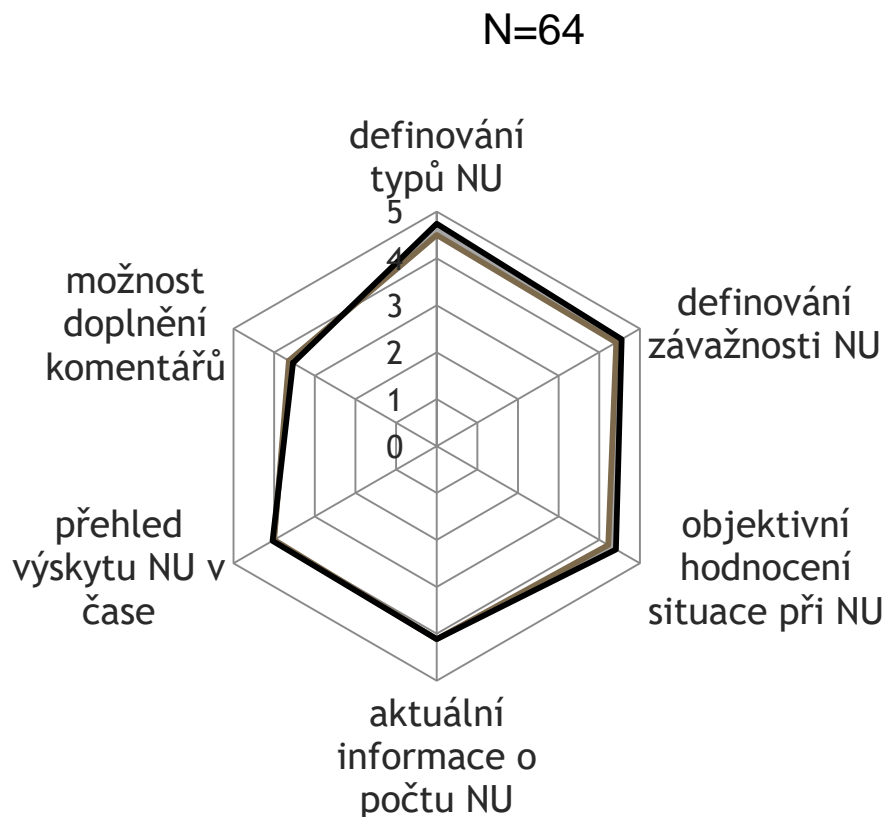 N=64
definování
typů NU
definování
závažnosti NU
objektivní
hodnocení
situace při NU
aktuální
informace o
počtu NU
přehled
výskytu NU v
čase
možnost
doplnění
komentářů
5
4
3
2
1
0